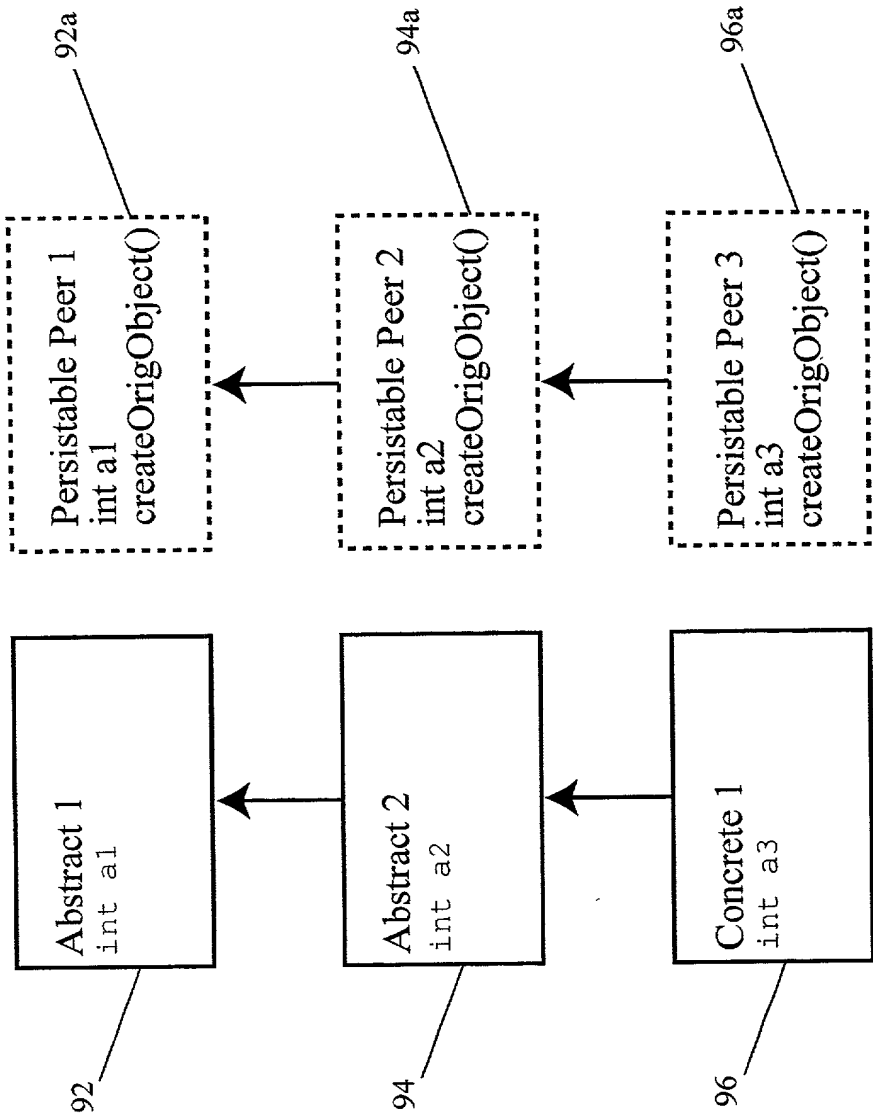 92
Abstract 1
int a1
94
Abstract 2
int a2
96
Concrete 1
int a3
Persistable Peer 1
int a1
createOrigObject()
92a
Persistable Peer 2
int a2
createOrigObject()
94a
Persistable Peer 3
int a3
createOrigObject()
96a